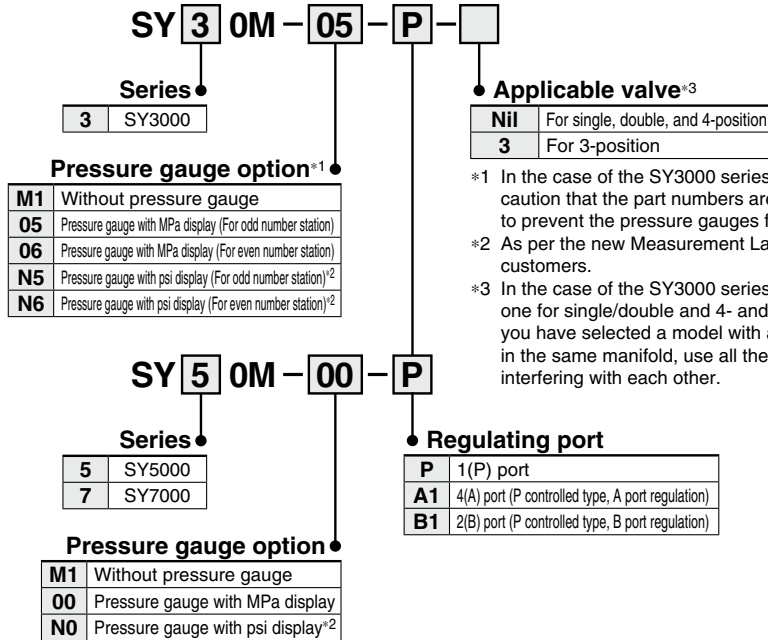 SY 3 0M – 05 – P –
Series
3 SY3000
Pressure gauge option*1
M1 Without pressure gauge
05 Pressure gauge with MPa display (For odd number station)
06 Pressure gauge with MPa display (For even number station)
N5 Pressure gauge with psi display (For odd number station)*2
N6 Pressure gauge with psi display (For even number station)*2
Applicable valve*3
Nil For single, double, and 4-position
3 For 3-position
*1 In the case of the SY3000 series
caution that the part numbers are
to prevent the pressure gauges
*2 As per the new Measurement
customers.
*3 In the case of the SY3000 series
one for single/double and 4- and
you have selected a model with
in the same manifold, use all the
interfering with each other.
SY 5 0M – 00 – P
Series
5 SY5000
7 SY7000
Pressure gauge option
M1 Without pressure gauge
00 Pressure gauge with MPa display
N0 Pressure gauge with psi display*2
Regulating port
P 1(P) port
A1 4(A) port (P controlled type, A port regulation)
B1 2(B) port (P controlled type, B port regulation)